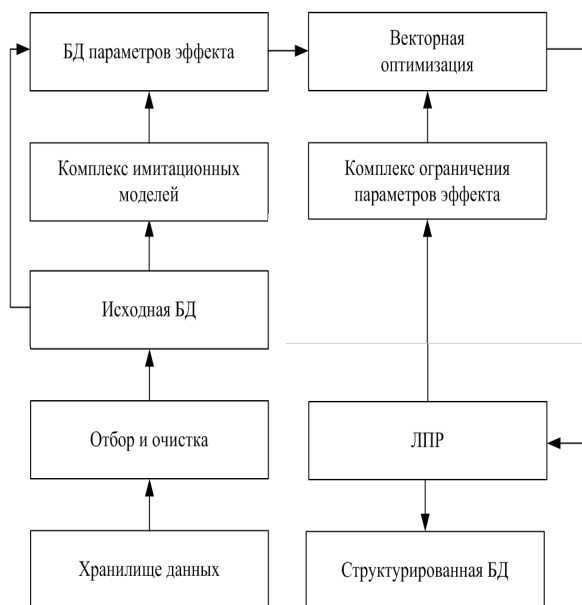 БД параметров эффекта
Векторная
оптимизация
Комплекс имитационных
моделей
Комплекс ограничения
параметров эффекта
Исходная БД
Отбор и очистка
ЛПР
Хранилище данных
Структурированная БД